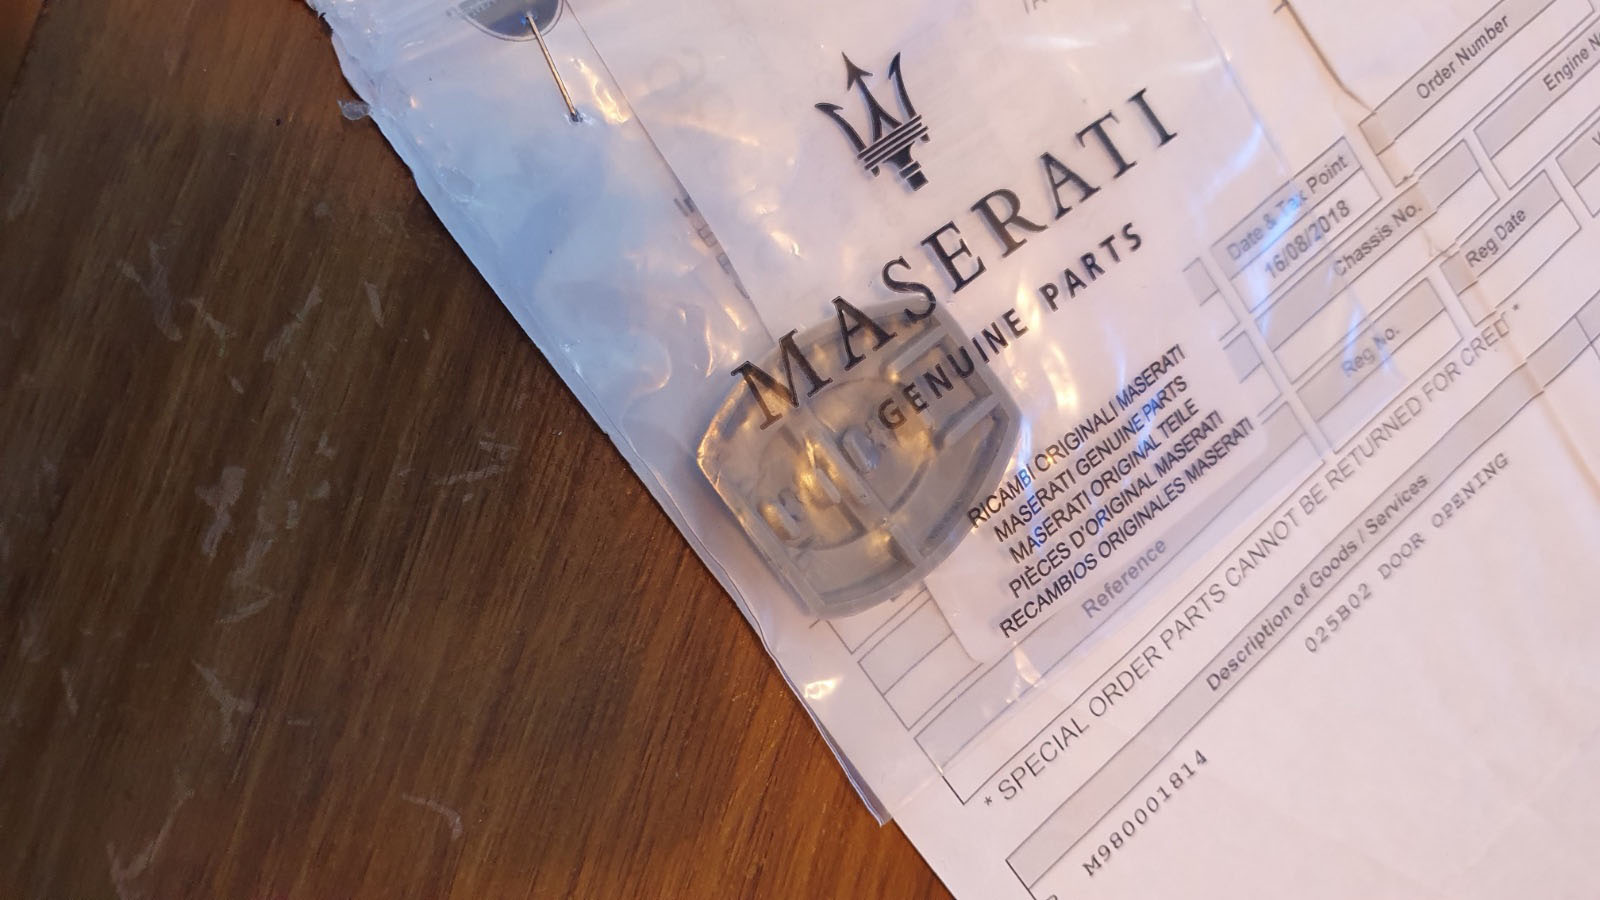 MASERATI
GENUINE PARTS
RICAMBI ORIGINALI MASERATI
MASERATI GENUINE PARTS
MASERATI ORIGINAL TEILE
PIÈCES D'ORIGINAL MASERATI
RECAMBIOS ORIGINALES MASERATI
Order Number
Engine
Date & Tax Point
16/08/2018
Chassis No.
Reg Date
Reg No.
Reference
* SPECIAL ORDER PARTS CANNOT BE RETURNED FOR CREDIT *
Description of Goods / Services
025B02 DOOR OPENING
M980001814